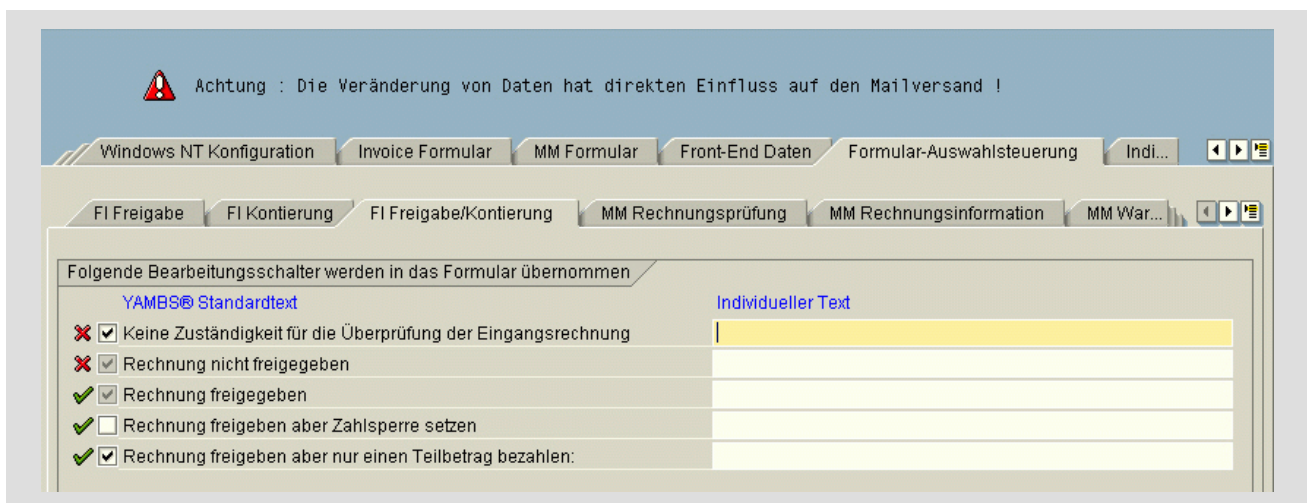 Achtung : Die Veränderung von Daten hat direkten Einfluss auf den Mailversand !
Windows NT Konfiguration Invoice Formular MM Formular Front-End Daten Formular-Auswahlsteuerung Indi...
FI Freigabe FI Kontierung FI Freigabe/Kontierung MM Rechnungsprüfung MM Rechnungsinformation MM War...
Folgende Bearbeitungsschalter werden in das Formular übernommen
YAMBS® Standardtext Individueller Text
Keine Zuständigkeit für die Überprüfung der Eingangsrechnung
Rechnung nicht freigegeben
Rechnung freigegeben
Rechnung freigeben aber Zahlsperre setzen
Rechnung freigeben aber nur einen Teilbetrag bezahlen: